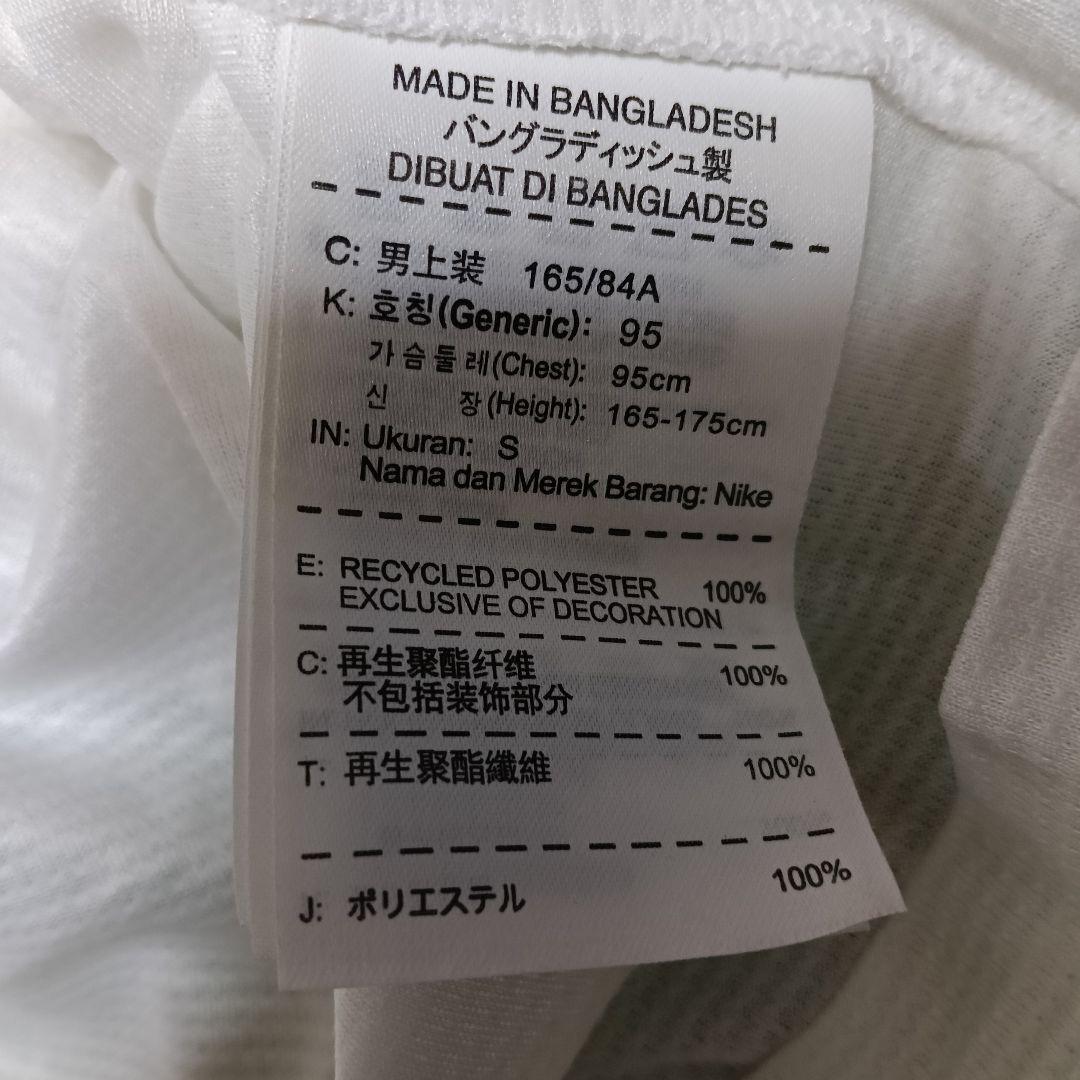 MADE IN BANGLADESH
バングラディッシュ製
DIBUAT DI BANGLADES
C: 男上装 165/84A
K: 호칭(Generic): 95
가슴둘레(Chest): 95cm
신 장(Height): 165-175cm
IN: Ukuran: S
Nama dan Merek Barang: Nike
E: RECYCLED POLYESTER 100%
EXCLUSIVE OF DECORATION
C: 再生聚酯纤维 100%
不包括装饰部分
T: 再生聚酯纖維 100%
J: ポリエステル 100%